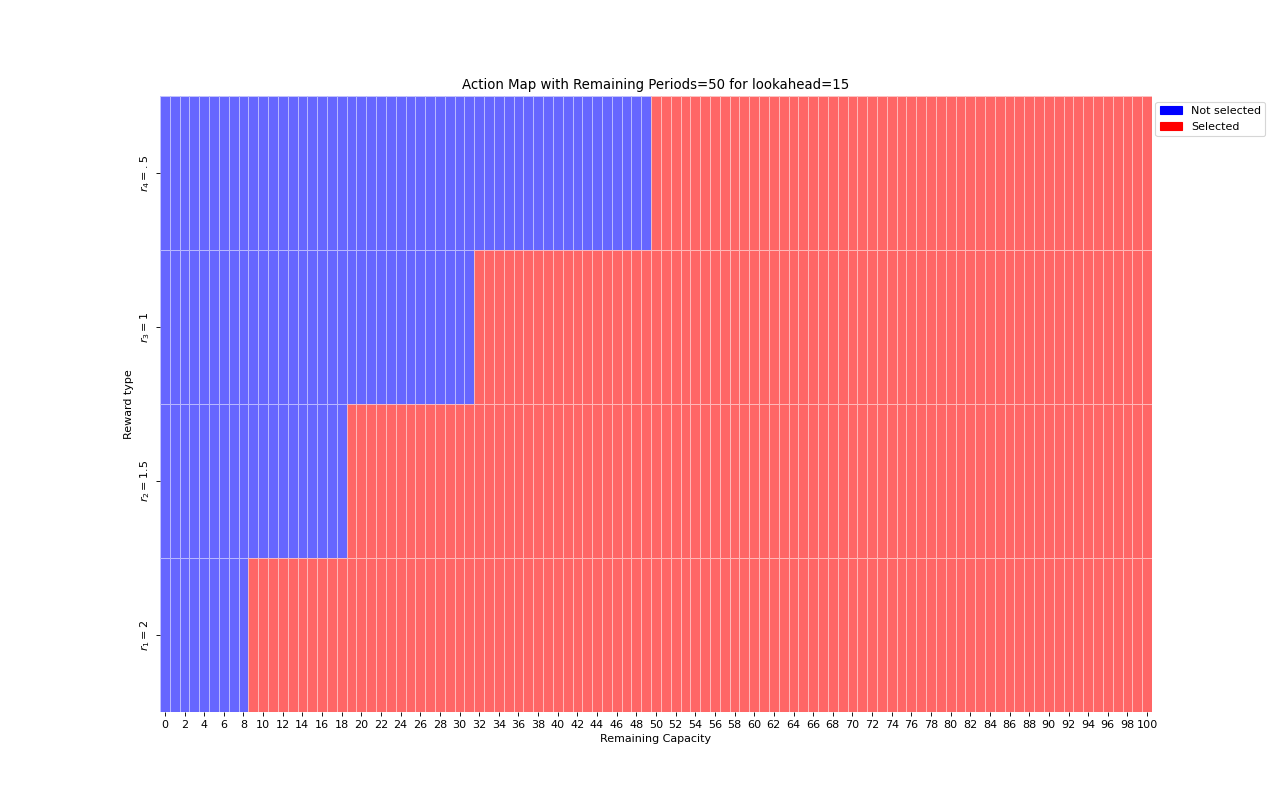 Action Map with Remaining Periods=50 for lookahead=15
Not selected
Selected
r₄ = .5
r₃ = 1
Reward type
r₂ = 1.5
r₁ = 2
0 2 4 6 8 10 12 14 16 18 20 22 24 26 28 30 32 34 36 38 40 42 44 46 48 50 52 54 56 58 60 62 64 66 68 70 72 74 76 78 80 82 84 86 88 90 92 94 96 98 100
Remaining Capacity